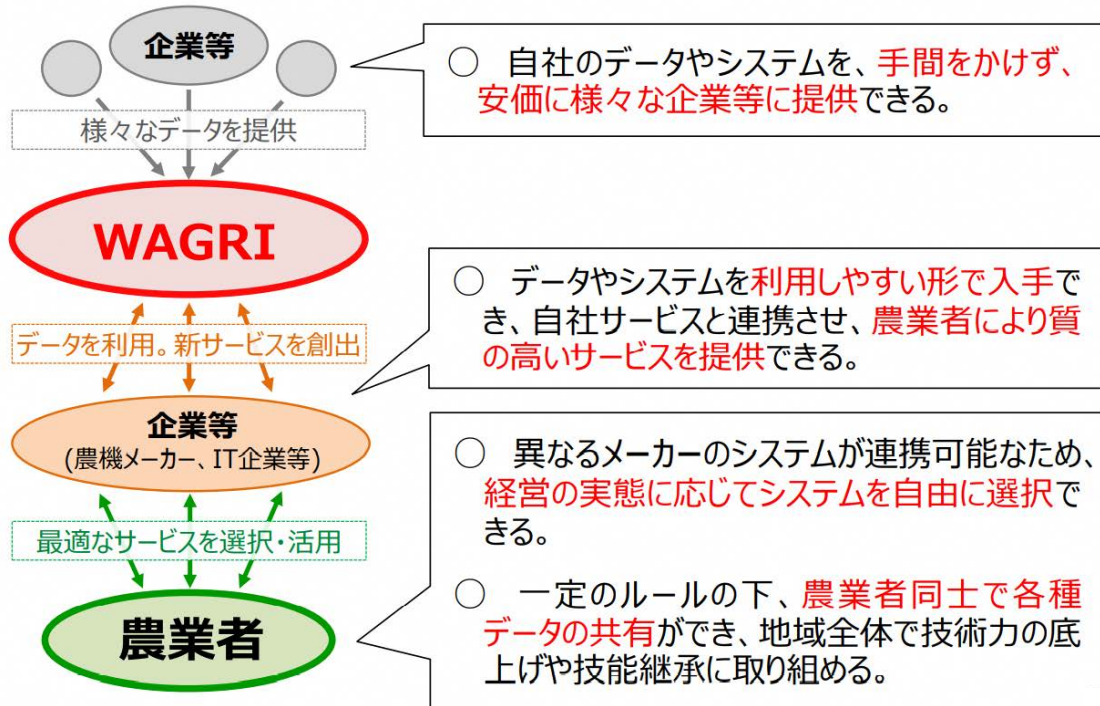 企業等
○　自社のデータやシステムを、手間をかけず、
安価に様々な企業等に提供できる。
様々なデータを提供
WAGRI
○　データやシステムを利用しやすい形で入手で
き、自社サービスと連携させ、農業者により質
の高いサービスを提供できる。
データを利用。新サービスを創出
企業等
(農機メーカー、IT企業等)
○　異なるメーカーのシステムが連携可能なため、
経営の実態に応じてシステムを自由に選択で
きる。
最適なサービスを選択・活用
○　一定のルールの下、農業者同士で各種
データの共有ができ、地域全体で技術力の底
上げや技能継承に取り組める。
農業者